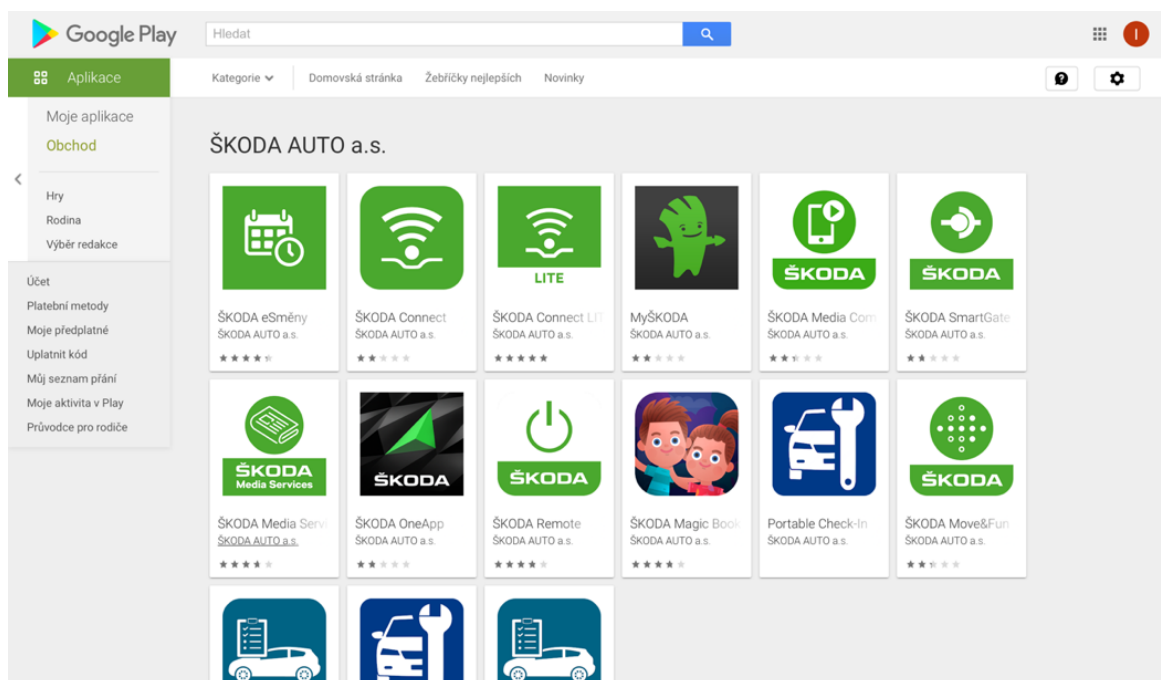 Google Play
Hledat
I
Aplikace
Kategorie
Domovská stránka
Žebříčky nejlepších
Novinky
Moje aplikace
Obchod
Hry
Rodina
Výběr redakce
Účet
Platební metody
Moje předplatné
Uplatnit kód
Můj seznam přání
Moje aktivita v Play
Průvodce pro rodiče
ŠKODA AUTO a.s.
ŠKODA eSměny
ŠKODA AUTO a.s.
ŠKODA Connect
ŠKODA AUTO a.s.
LITE
ŠKODA Connect LIT
ŠKODA AUTO a.s.
MyŠKODA
ŠKODA AUTO a.s.
ŠKODA
ŠKODA Media Com
ŠKODA AUTO a.s.
ŠKODA
ŠKODA SmartGate
ŠKODA AUTO a.s.
ŠKODA
Media Services
ŠKODA Media Servi
ŠKODA AUTO a.s.
ŠKODA
ŠKODA OneApp
ŠKODA AUTO a.s.
ŠKODA
ŠKODA Remote
ŠKODA AUTO a.s.
ŠKODA Magic Book
ŠKODA AUTO a.s.
Portable Check-In
ŠKODA AUTO a.s.
ŠKODA
ŠKODA Move&Fun
ŠKODA AUTO a.s.